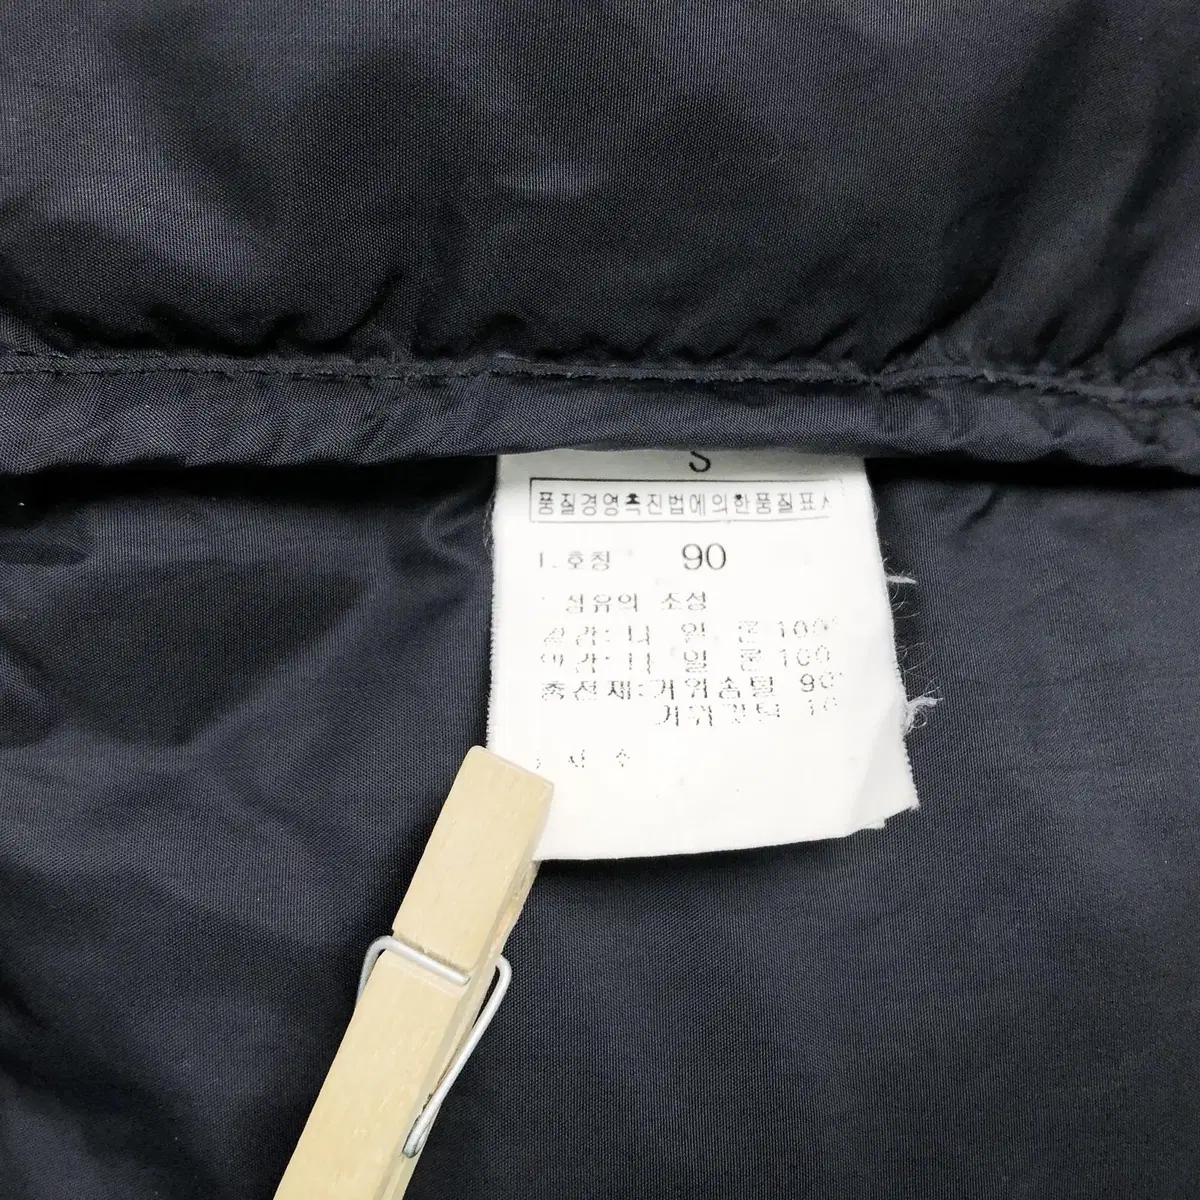 S
품질경영촉진법에의한품질표시
1. 호칭 90
섬유의 조성
겉감: 나 일 론 100
안감: 나 일 론 100
충전재: 거위솜털 90
거위깃털 10